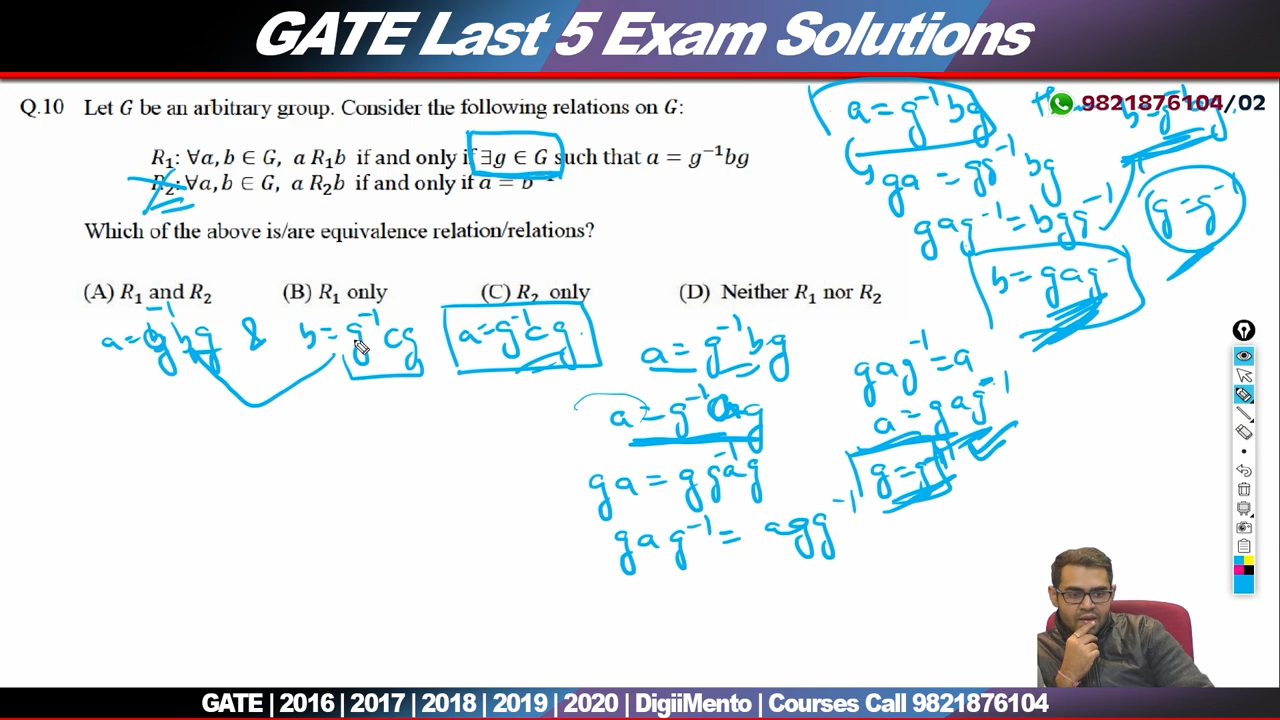 GATE Last 5 Exam Solutions
9821876104/02
Q.10 Let G be an arbitrary group. Consider the following relations on G:
R₁: ∀a, b ∈ G, a R₁b if and only if ∃g ∈ G such that a = g⁻¹bg
R₂: ∀a, b ∈ G, a R₂b if and only if a = b⁻¹
Which of the above is/are equivalence relation/relations?
(A) R₁ and R₂ (B) R₁ only (C) R₂ only (D) Neither R₁ nor R₂
a = g⁻¹bg
ga = gg⁻¹bg
gag⁻¹ = bgg⁻¹
b = gag⁻
g = g⁻¹
a = g⁻¹bg & b = g⁻¹cg
a = g⁻¹cg
a = g⁻¹bg
a = g⁻¹ag
ga = gg⁻¹ag
gag⁻¹ = agg⁻¹
gag⁻¹ = a
a = gag⁻¹
g = g⁻¹
GATE | 2016 | 2017 | 2018 | 2019 | 2020 | DigiiMento | Courses Call 9821876104